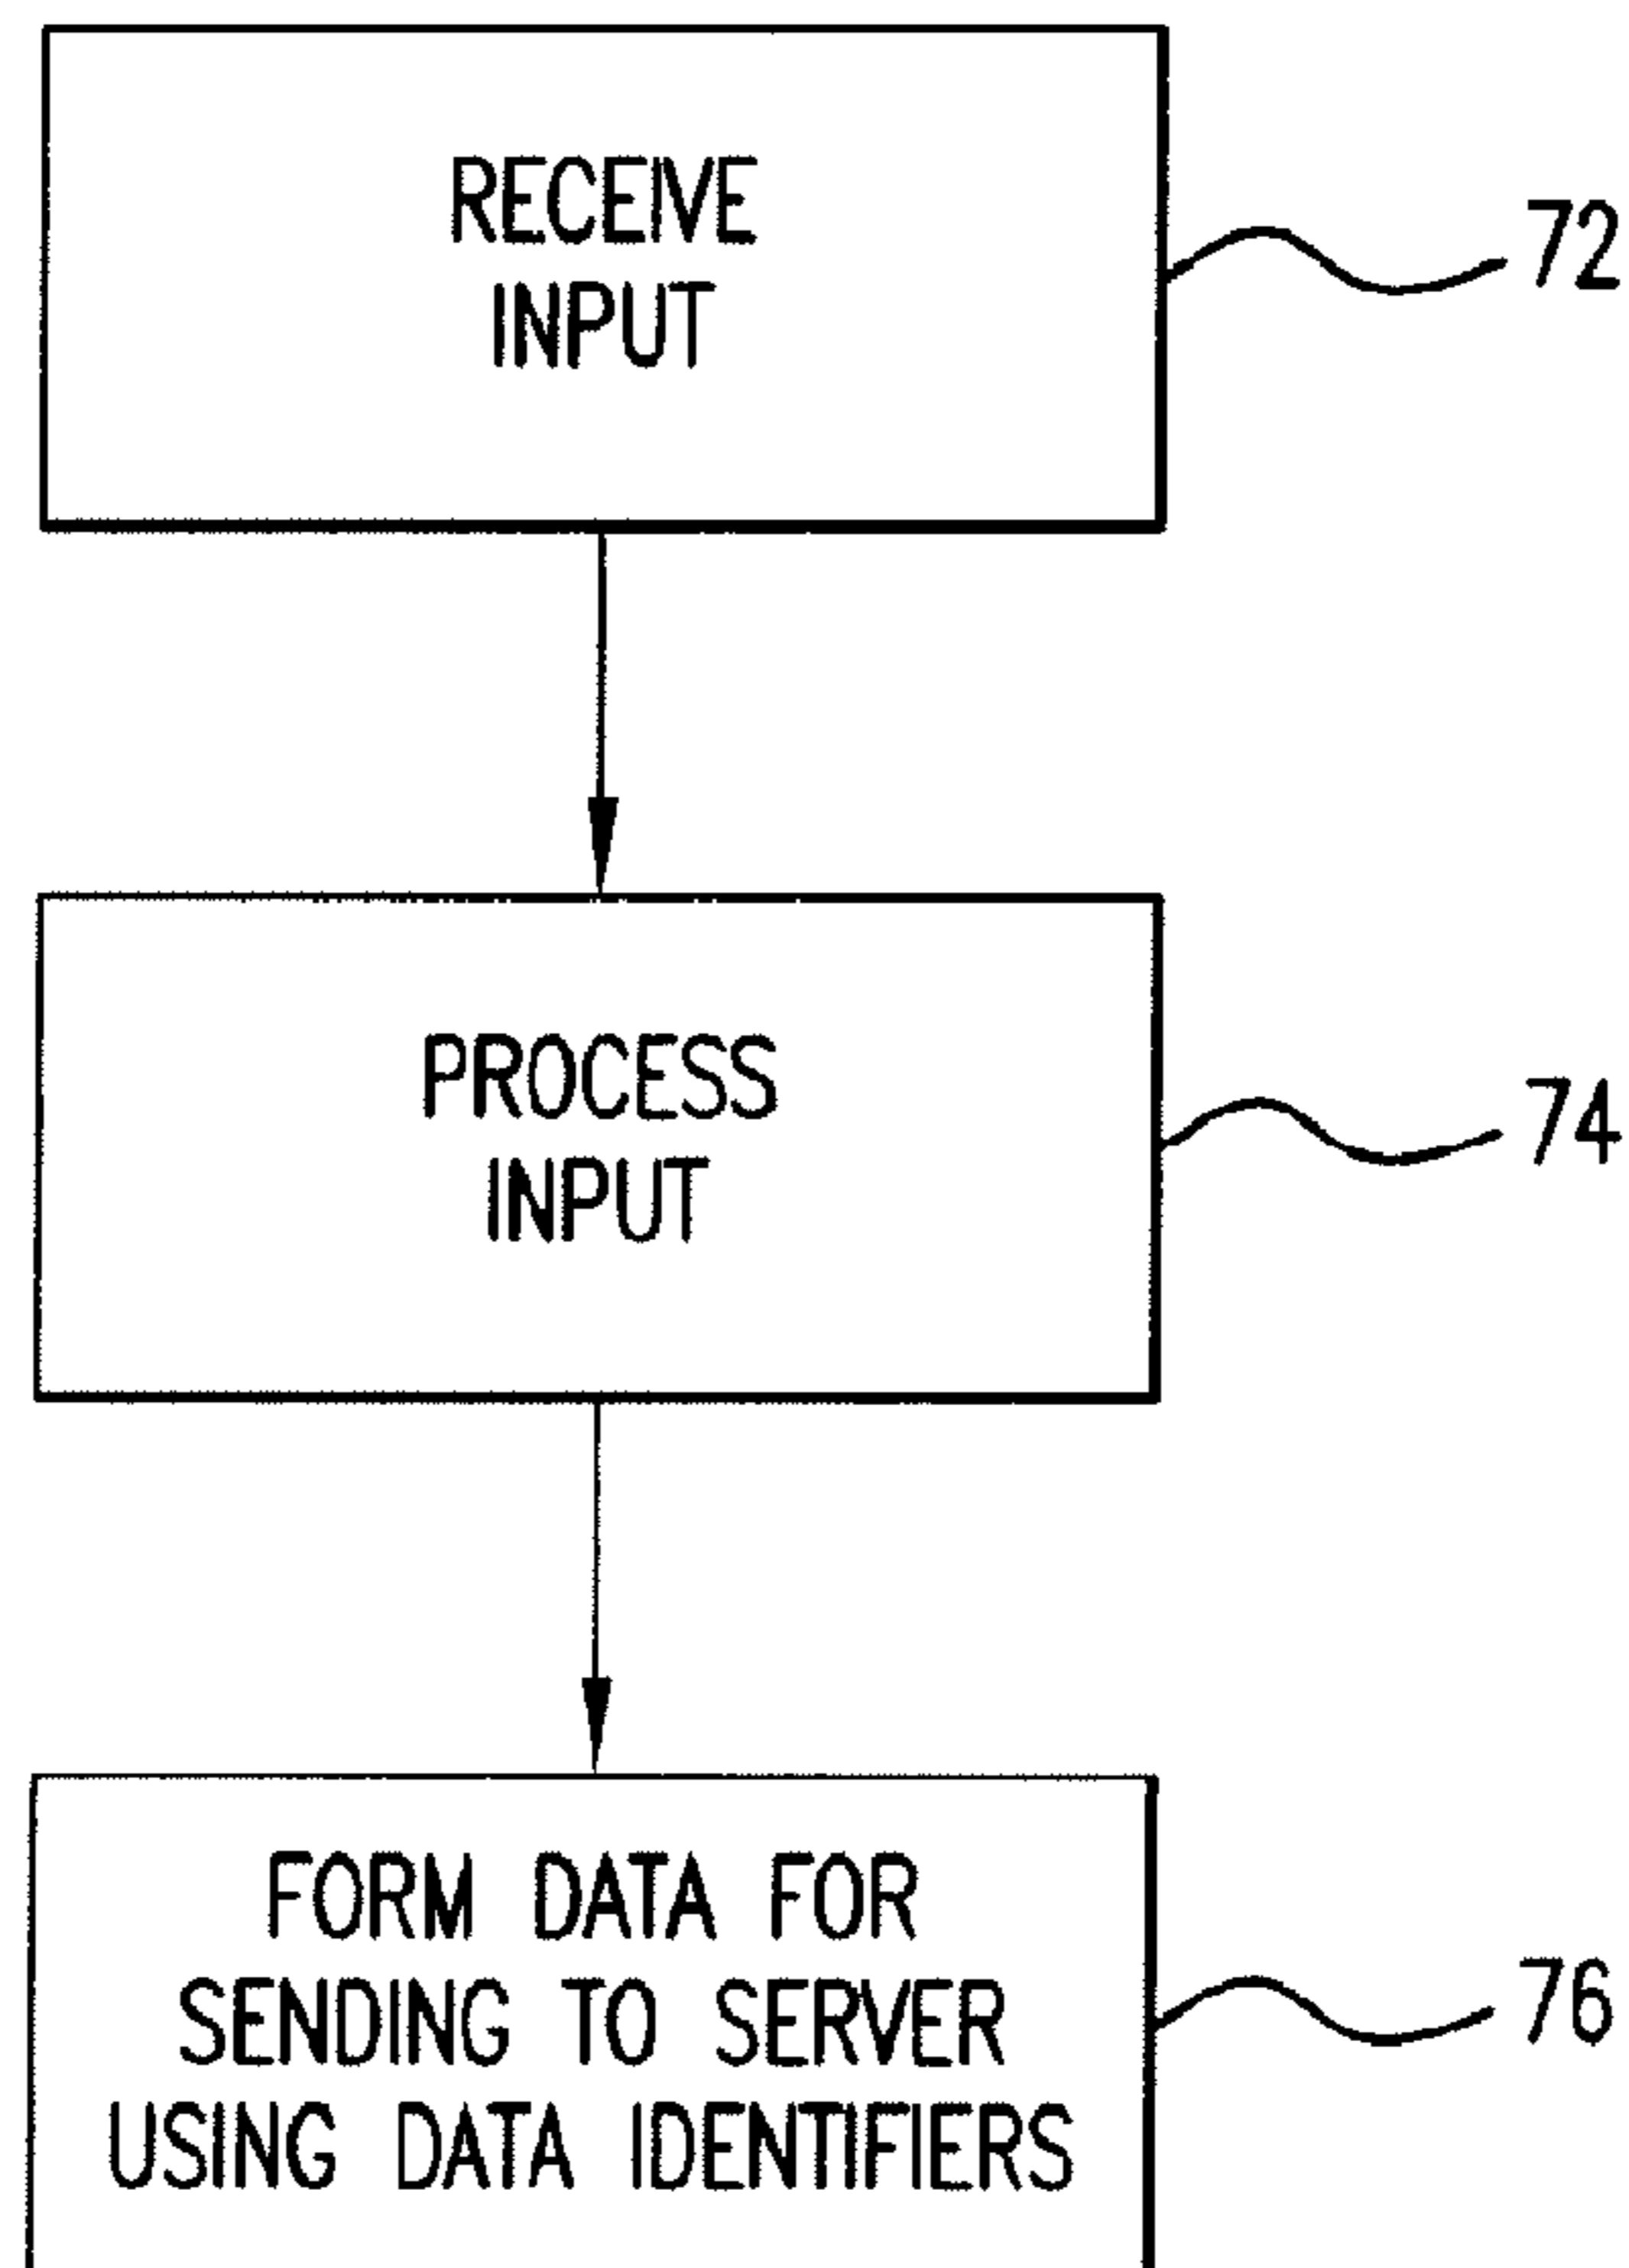 RECEIVE
INPUT
72
PROCESS
INPUT
74
FORM DATA FOR
SENDING TO SERVER
USING DATA IDENTIFIERS
76